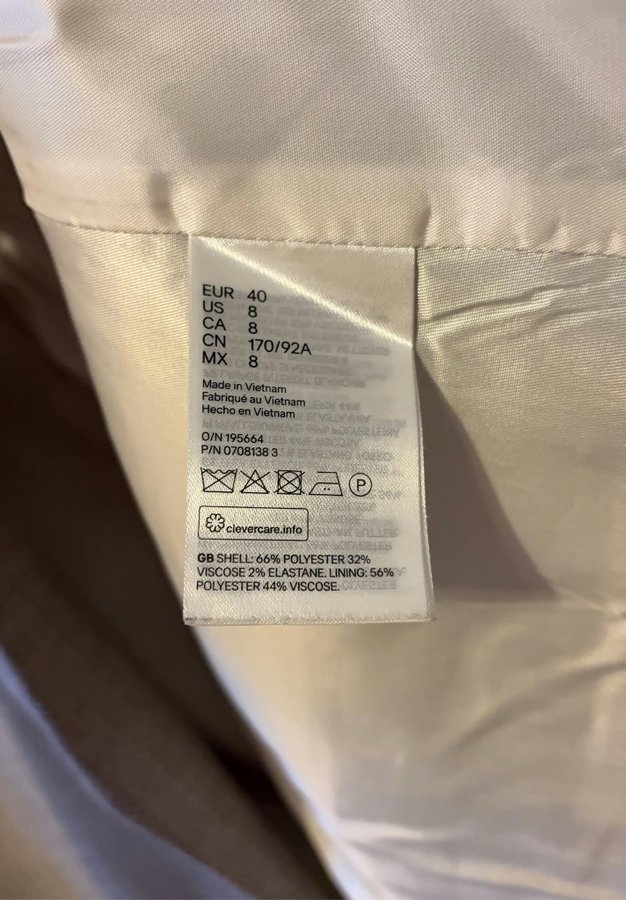 EUR 40
US 8
CA 8
CN 170/92A
MX 8
Made in Vietnam
Fabriqué au Vietnam
Hecho en Vietnam
O/N 195664
P/N 0708138 3
P
clevercare.info
GB SHELL: 66% POLYESTER 32%
VISCOSE 2% ELASTANE. LINING: 56%
POLYESTER 44% VISCOSE.